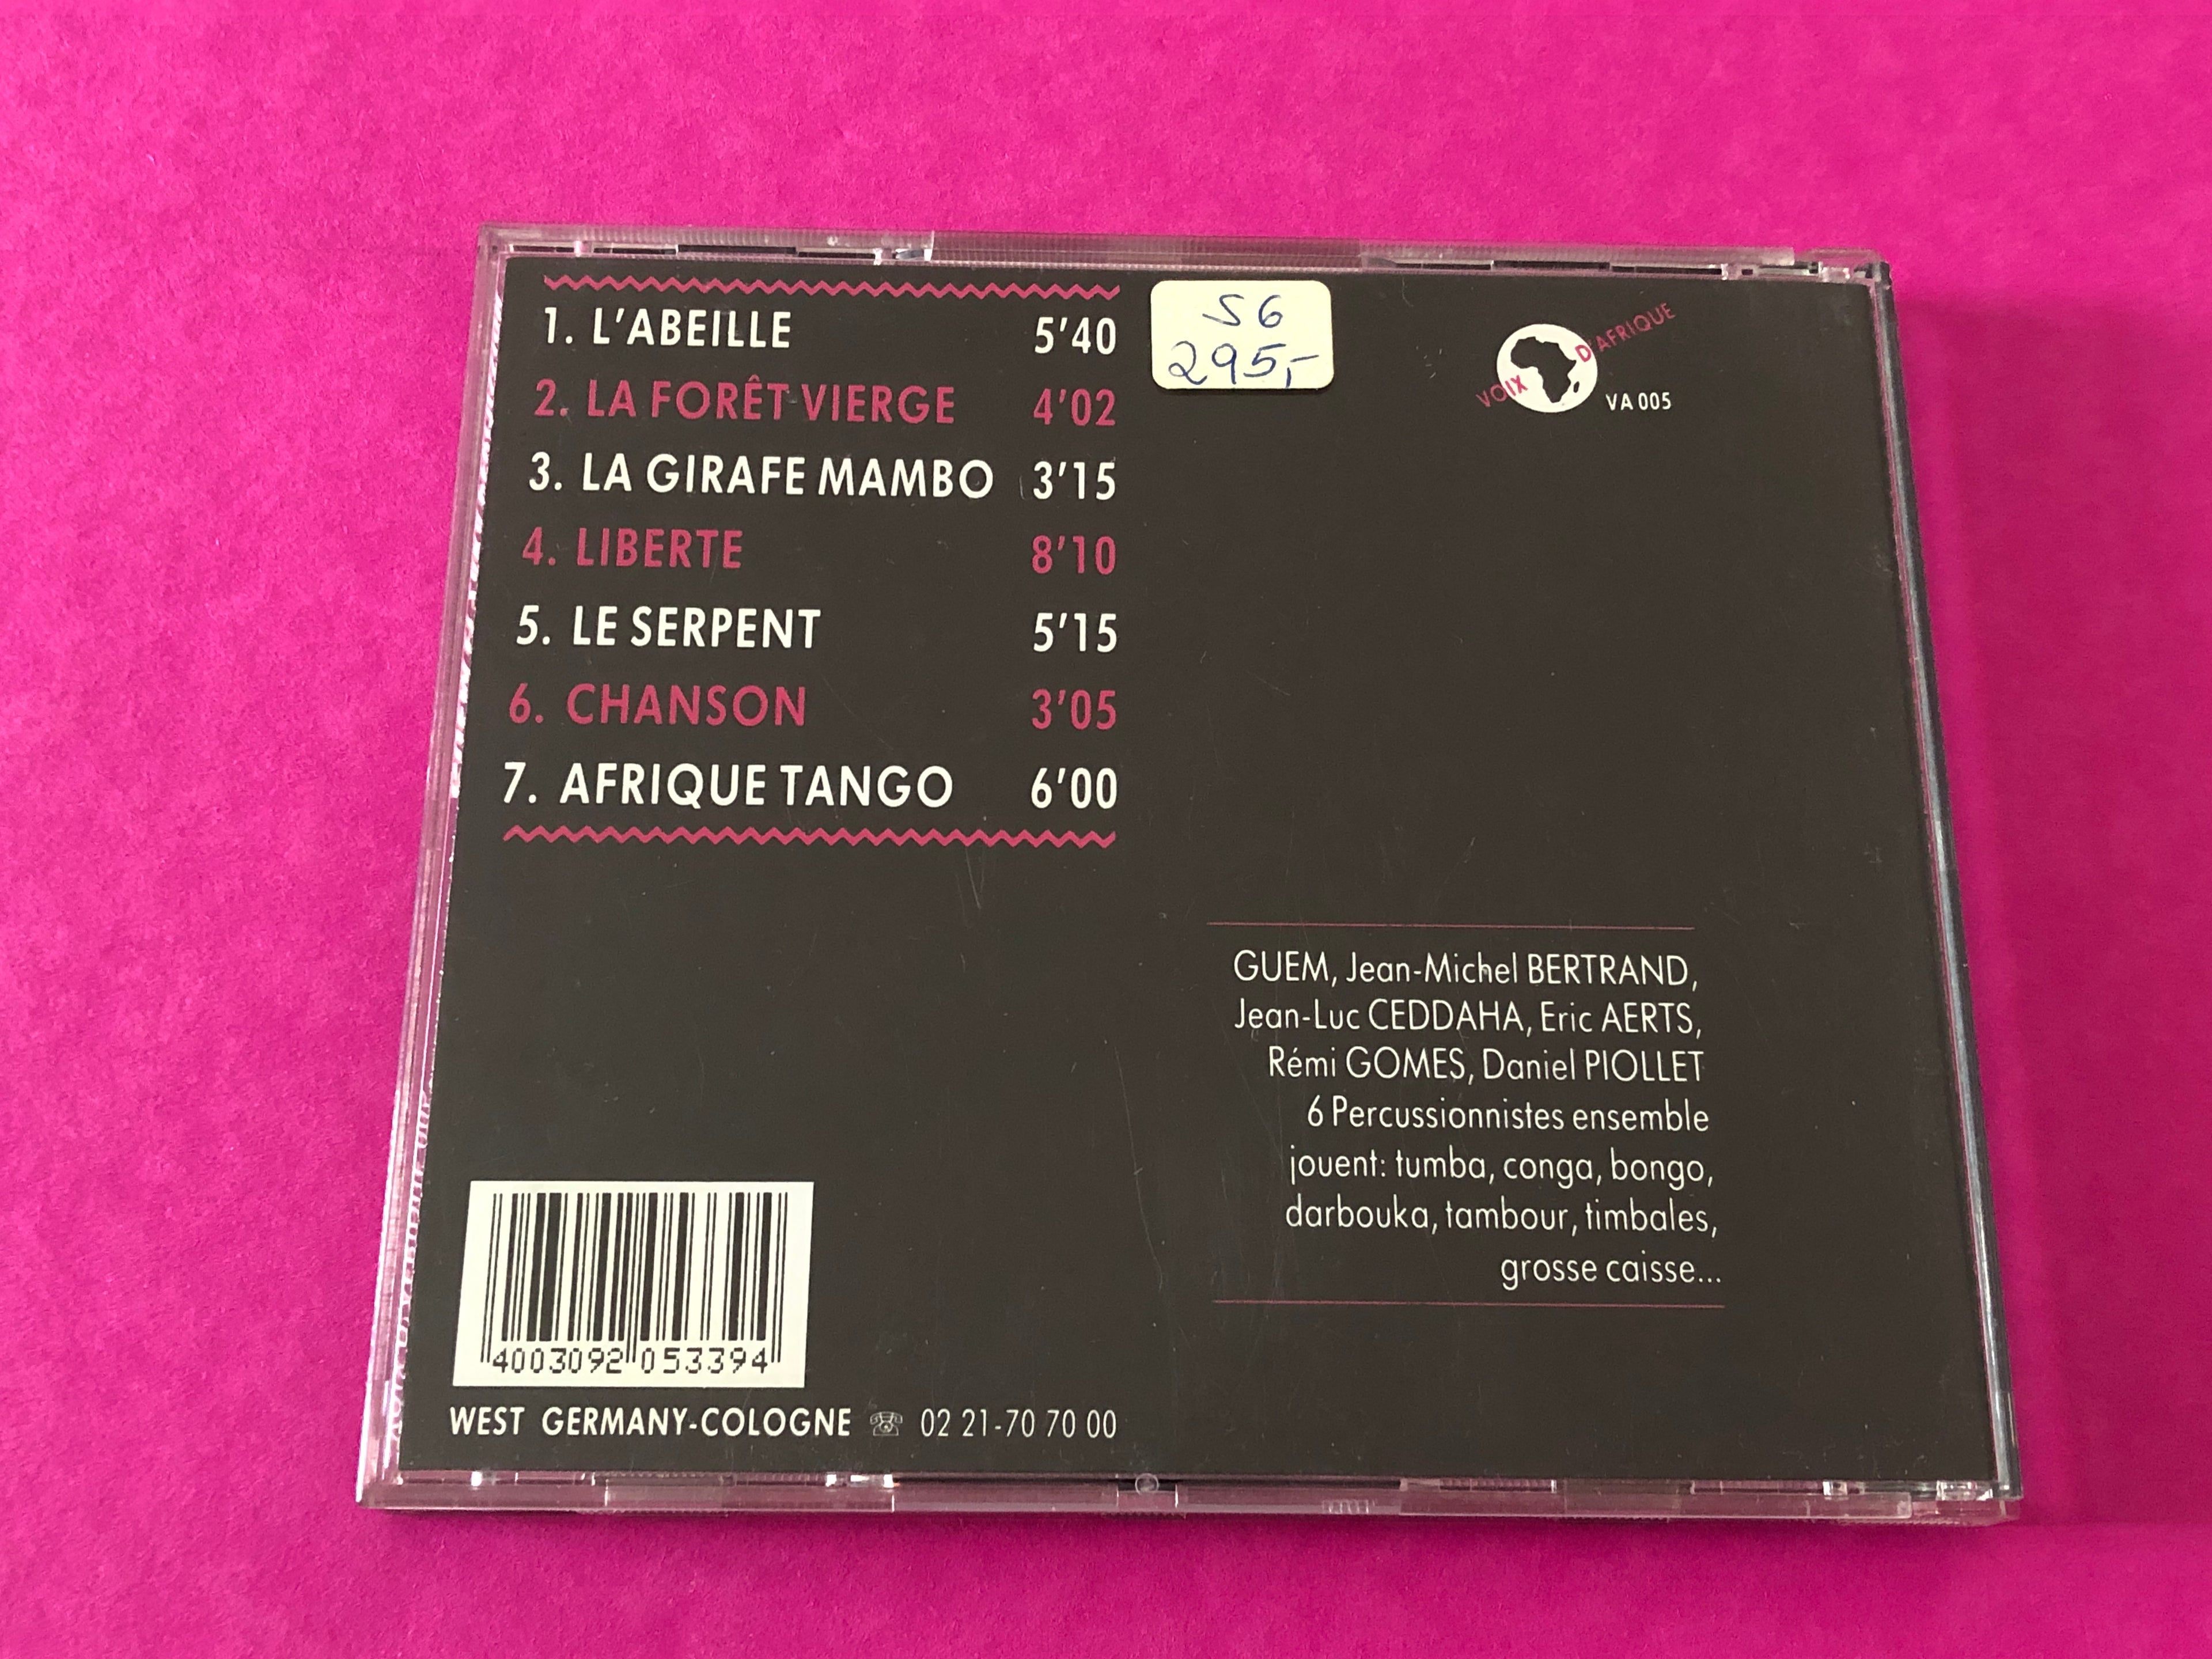 1. L'ABEILLE 5'40
2. LA FORÊT VIERGE 4'02
3. LA GIRAFE MAMBO 3'15
4. LIBERTE 8'10
5. LE SERPENT 5'15
6. CHANSON 3'05
7. AFRIQUE TANGO 6'00
S6
295,-
VOIX D'AFRIQUE
VA 005
GUEM, Jean-Michel BERTRAND,
Jean-Luc CEDDAHA, Eric AERTS,
Rémi GOMES, Daniel PIOLLET
6 Percussionnistes ensemble
jouent: tumba, conga, bongo,
darbouka, tambour, timbales,
grosse caisse...
4003092053394
WEST GERMANY-COLOGNE ☏ 02 21-70 70 00